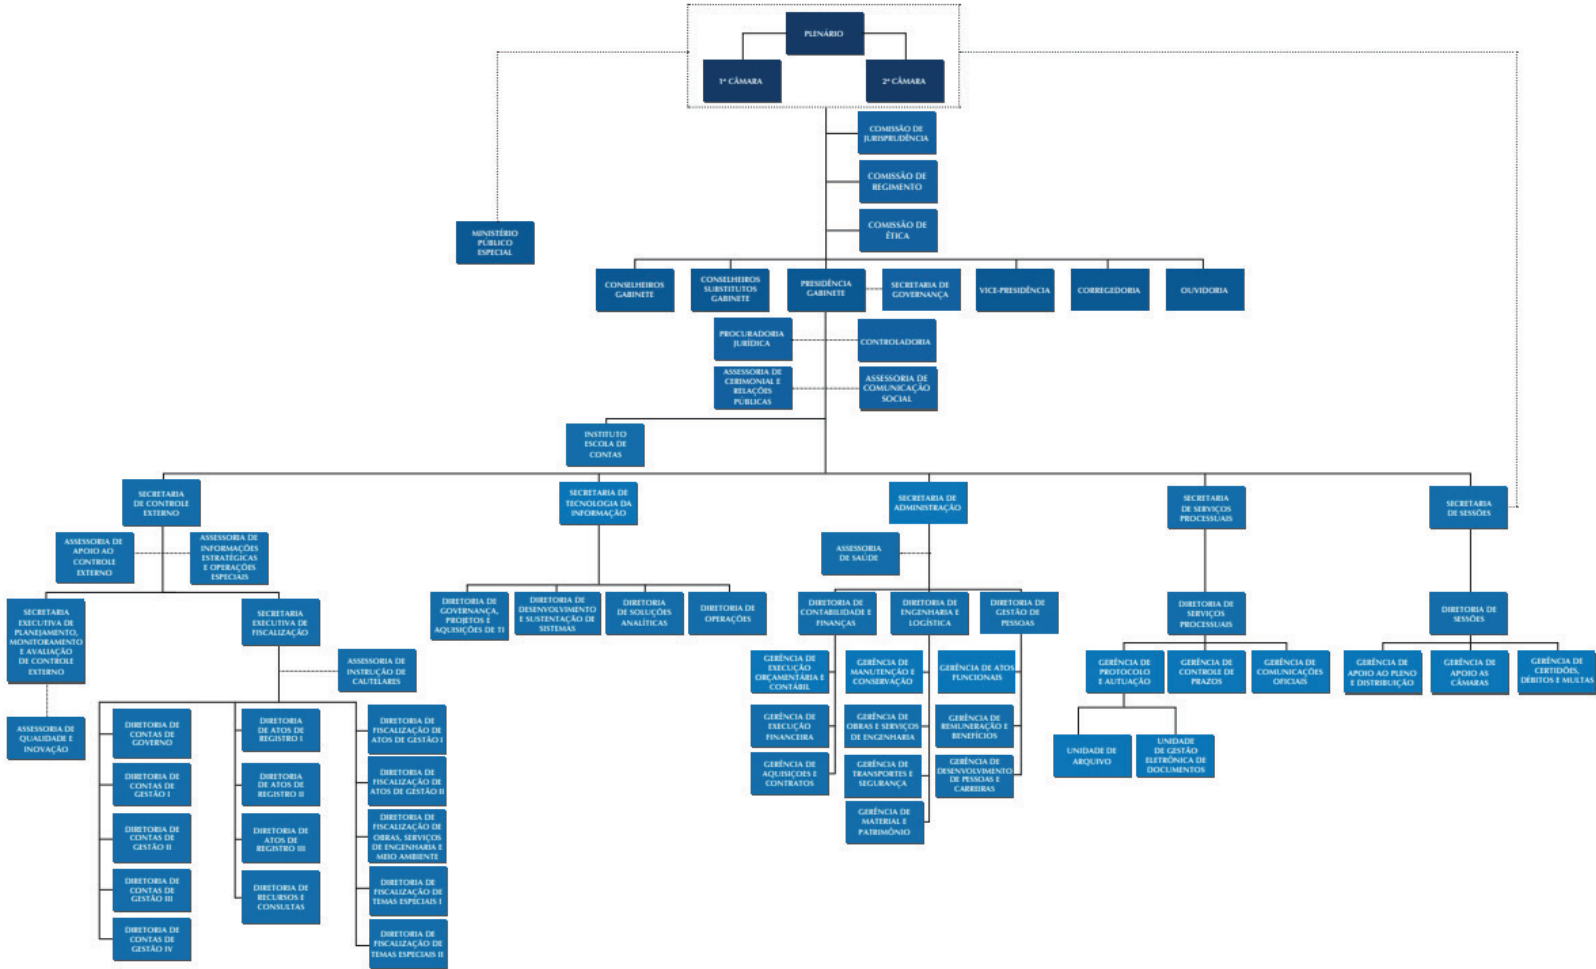 PLENÁRIO
1ª CÂMARA
2ª CÂMARA
COMISSÃO DE
JURISPRUDÊNCIA
COMISSÃO DE
REGIMENTO
COMISSÃO DE
ÉTICA
MINISTÉRIO
PÚBLICO
ESPECIAL
CONSELHEIROS
GABINETE
CONSELHEIROS
SUBSTITUTOS
GABINETE
PRESIDÊNCIA
GABINETE
SECRETARIA DE
GOVERNANÇA
VICE-PRESIDÊNCIA
CORREGEDORIA
OUVIDORIA
PROCURADORIA
JURÍDICA
CONTROLADORIA
ASSESSORIA DE
CERIMONIAL E
RELAÇÕES
PÚBLICAS
ASSESSORIA DE
COMUNICAÇÃO
SOCIAL
INSTITUTO
ESCOLA DE
CONTAS
SECRETARIA
DE CONTROLE
EXTERNO
SECRETARIA DE
TECNOLOGIA DA
INFORMAÇÃO
SECRETARIA DE
ADMINISTRAÇÃO
SECRETARIA
DE SERVIÇOS
PROCESSUAIS
SECRETARIA
DE SESSÕES
ASSESSORIA DE
APOIO AO
CONTROLE
EXTERNO
ASSESSORIA DE
INFORMAÇÕES
ESTRATÉGICAS
E OPERAÇÕES
ESPECIAIS
ASSESSORIA
DE SAÚDE
SECRETARIA
EXECUTIVA
DE PLANEJAMENTO,
MONITORAMENTO
E AVALIAÇÃO
DE CONTROLE
EXTERNO
SECRETARIA
EXECUTIVA DE
FISCALIZAÇÃO
DIRETORIA DE
GOVERNANÇA,
PROJETOS E
AQUISIÇÕES DE TI
DIRETORIA DE
DESENVOLVIMENTO
E SUSTENTAÇÃO DE
SISTEMAS
DIRETORIA
DE SOLUÇÕES
ANALÍTICAS
DIRETORIA DE
OPERAÇÕES
DIRETORIA DE
CONTABILIDADE E
FINANÇAS
DIRETORIA DE
ENGENHARIA E
LOGÍSTICA
DIRETORIA DE
GESTÃO DE
PESSOAS
DIRETORIA DE
SERVIÇOS
PROCESSUAIS
DIRETORIA DE
SESSÕES
ASSESSORIA DE
INSTRUÇÃO DE
CAUTELARES
GERÊNCIA DE
EXECUÇÃO
ORÇAMENTÁRIA E
CONTÁBIL
GERÊNCIA DE
MANUTENÇÃO E
CONSERVAÇÃO
GERÊNCIA DE ATOS
FUNCIONAIS
GERÊNCIA DE
PROTOCOLO
E AUTUAÇÃO
GERÊNCIA DE
CONTROLE DE
PRAZOS
GERÊNCIA DE
COMUNICAÇÕES
OFICIAIS
GERÊNCIA DE
APOIO AO PLENO
E DISTRIBUIÇÃO
GERÊNCIA DE
APOIO AS
CÂMARAS
GERÊNCIA DE
CERTIDÕES,
DÉBITOS E MULTAS
ASSESSORIA DE
QUALIDADE E
INOVAÇÃO
DIRETORIA DE
CONTAS DE
GOVERNO
DIRETORIA
DE ATOS DE
REGISTRO I
DIRETORIA DE
FISCALIZAÇÃO DE
ATOS DE GESTÃO I
GERÊNCIA DE
EXECUÇÃO
FINANCEIRA
GERÊNCIA DE
OBRAS E SERVIÇOS
DE ENGENHARIA
GERÊNCIA DE
REMUNERAÇÃO E
BENEFÍCIOS
UNIDADE DE
ARQUIVO
UNIDADE
DE GESTÃO
ELETRÔNICA DE
DOCUMENTOS
DIRETORIA DE
CONTAS DE
GESTÃO I
DIRETORIA
DE ATOS DE
REGISTRO II
DIRETORIA DE
FISCALIZAÇÃO DE
ATOS DE GESTÃO II
GERÊNCIA DE
AQUISIÇOES E
CONTRATOS
GERÊNCIA DE
TRANSPORTES E
SEGURANÇA
GERÊNCIA DE
DESENVOLVIMENTO
DE PESSOAS E
CARREIRAS
GERÊNCIA DE
MATERIAL E
PATRIMÔNIO
DIRETORIA DE
CONTAS DE
GESTÃO II
DIRETORIA DE
ATOS DE
REGISTRO III
DIRETORIA DE
FISCALIZAÇÃO DE
OBRAS, SERVIÇOS
DE ENGENHARIA E
MEIO AMBIENTE
DIRETORIA DE
CONTAS DE
GESTÃO III
DIRETORIA DE
RECURSOS E
CONSULTAS
DIRETORIA DE
FISCALIZAÇÃO DE
TEMAS ESPECIAIS I
DIRETORIA DE
CONTAS DE
GESTÃO IV
DIRETORIA DE
FISCALIZAÇÃO DE
TEMAS ESPECIAIS II